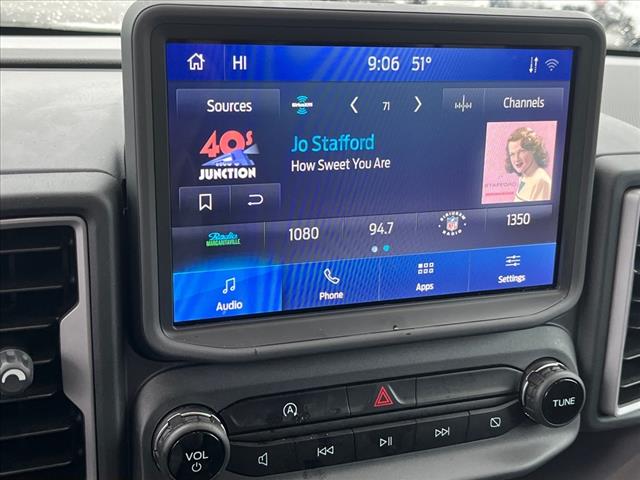 HI 9:06 51°
Sources
SiriusXM
71
Channels
40s
JUNCTION
Jo Stafford
How Sweet You Are
STAFFORD
Radio
MARGARITAVILLE
1080
94.7
SIRIUSXM
NFL
RADIO
1350
Audio
Phone
Apps
Settings
VOL
TUNE